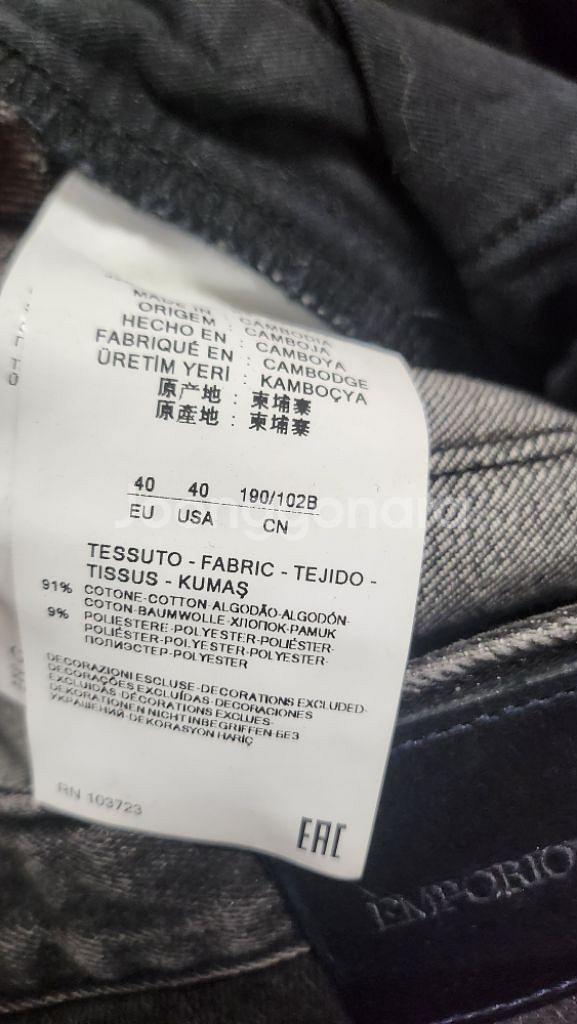 MADE IN : CAMBODIA
ORIGEM : CAMBOJA
HECHO EN : CAMBOYA
FABRIQUÉ EN : CAMBODGE
ÜRETİM YERİ : KAMBOÇYA
原产地 : 柬埔寨
原產地 : 柬埔寨
40 40 190/102B
EU USA CN
TESSUTO - FABRIC - TEJIDO -
TISSUS - KUMAŞ
91% COTONE-COTTON-ALGODÃO-ALGODÓN-
COTON-BAUMWOLLE-ХЛОПОК-PAMUK
9% POLIESTERE-POLYESTER-POLIÉSTER-
POLIÉSTER-POLYESTER-POLYESTER-
ПОЛИЭСТЕР-POLYESTER
DECORAZIONI ESCLUSE-DECORATIONS EXCLUDED-
DECORAÇÕES EXCLUÍDAS-DECORACIONES
EXCLUIDAS-DÉCORATIONS EXCLUES-
DEKORATIONEN NICHT INBEGRIFFEN-БЕЗ
УКРАШЕНИЙ-DEKORASYON HARİÇ
RN 103723
EAC
EMPORIO
joonggonara